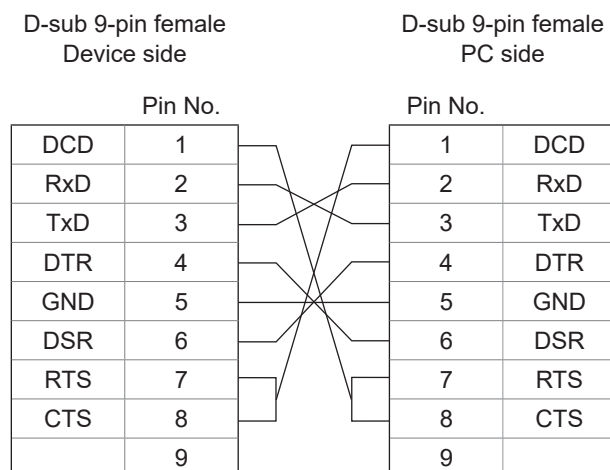 D-sub 9-pin female D-sub 9-pin female
Device side PC side
Pin No. Pin No.
DCD 1 1 DCD
RxD 2 2 RxD
TxD 3 3 TxD
DTR 4 4 DTR
GND 5 5 GND
DSR 6 6 DSR
RTS 7 7 RTS
CTS 8 8 CTS
9 9